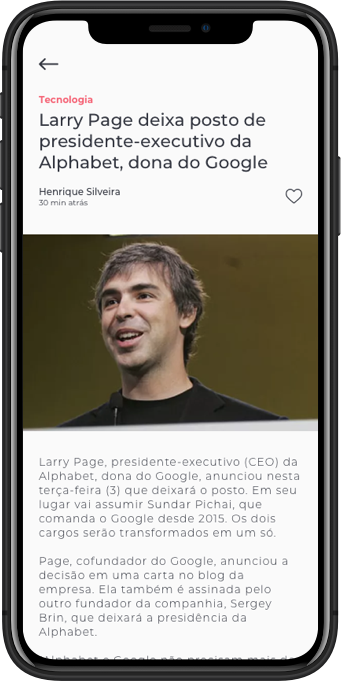 Tecnologia
Larry Page deixa posto de
presidente-executivo da
Alphabet, dona do Google
Henrique Silveira
30 min atrás
Larry Page, presidente-executivo (CEO) da
Alphabet, dona do Google, anunciou nesta
terça-feira (3) que deixará o posto. Em seu
lugar vai assumir Sundar Pichai, que
comanda o Google desde 2015. Os dois
cargos serão transformados em um só.
Page, cofundador do Google, anunciou a
decisão em uma carta no blog da
empresa. Ela também é assinada pelo
outro fundador da companhia, Sergey
Brin, que deixará a presidência da
Alphabet.